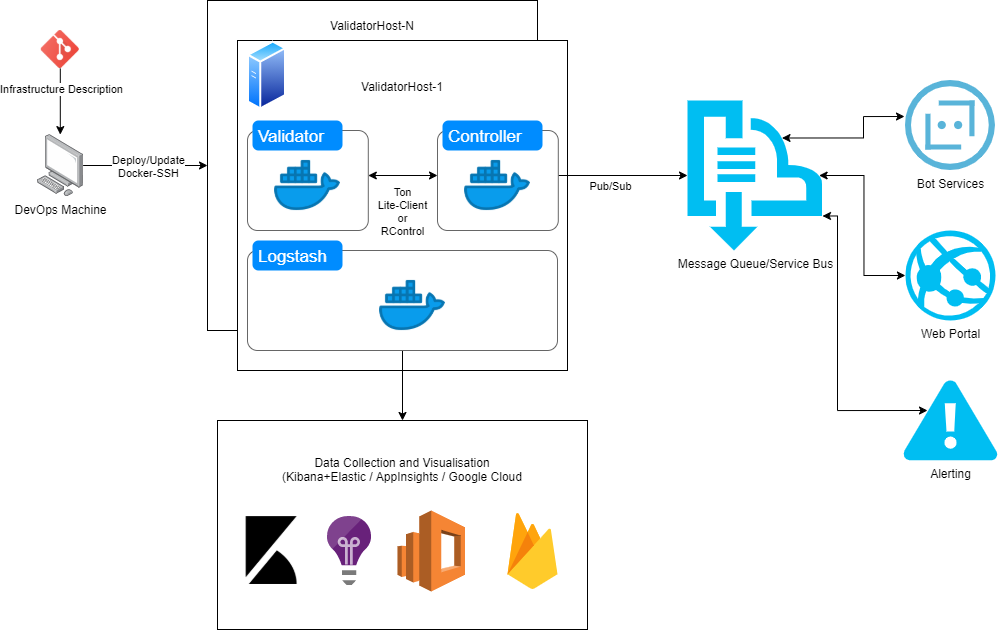 ValidatorHost-N
ValidatorHost-1
Infrastructure Description
Validator
Controller
Deploy/Update
Docker-SSH
DevOps Machine
Ton
Lite-Client
or
RControl
Pub/Sub
Bot Services
Logstash
Message Queue/Service Bus
Web Portal
Data Collection and Visualisation
(Kibana+Elastic / AppInsights / Google Cloud
Alerting